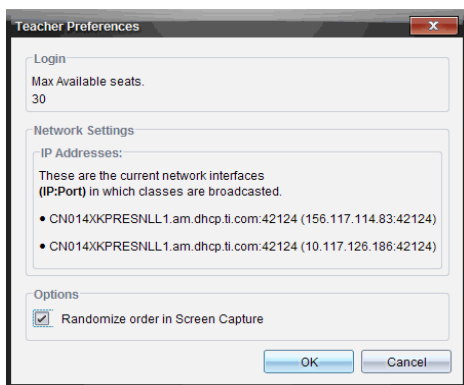 Teacher Preferences
Login
Max Available seats.
30
Network Settings
IP Addresses:
These are the current network interfaces
(IP:Port) in which classes are broadcasted.
• CN014XKPRESNLL1.am.dhcp.ti.com:42124 (156.117.114.83:42124)
• CN014XKPRESNLL1.am.dhcp.ti.com:42124 (10.117.126.186:42124)
Options
Randomize order in Screen Capture
OK Cancel